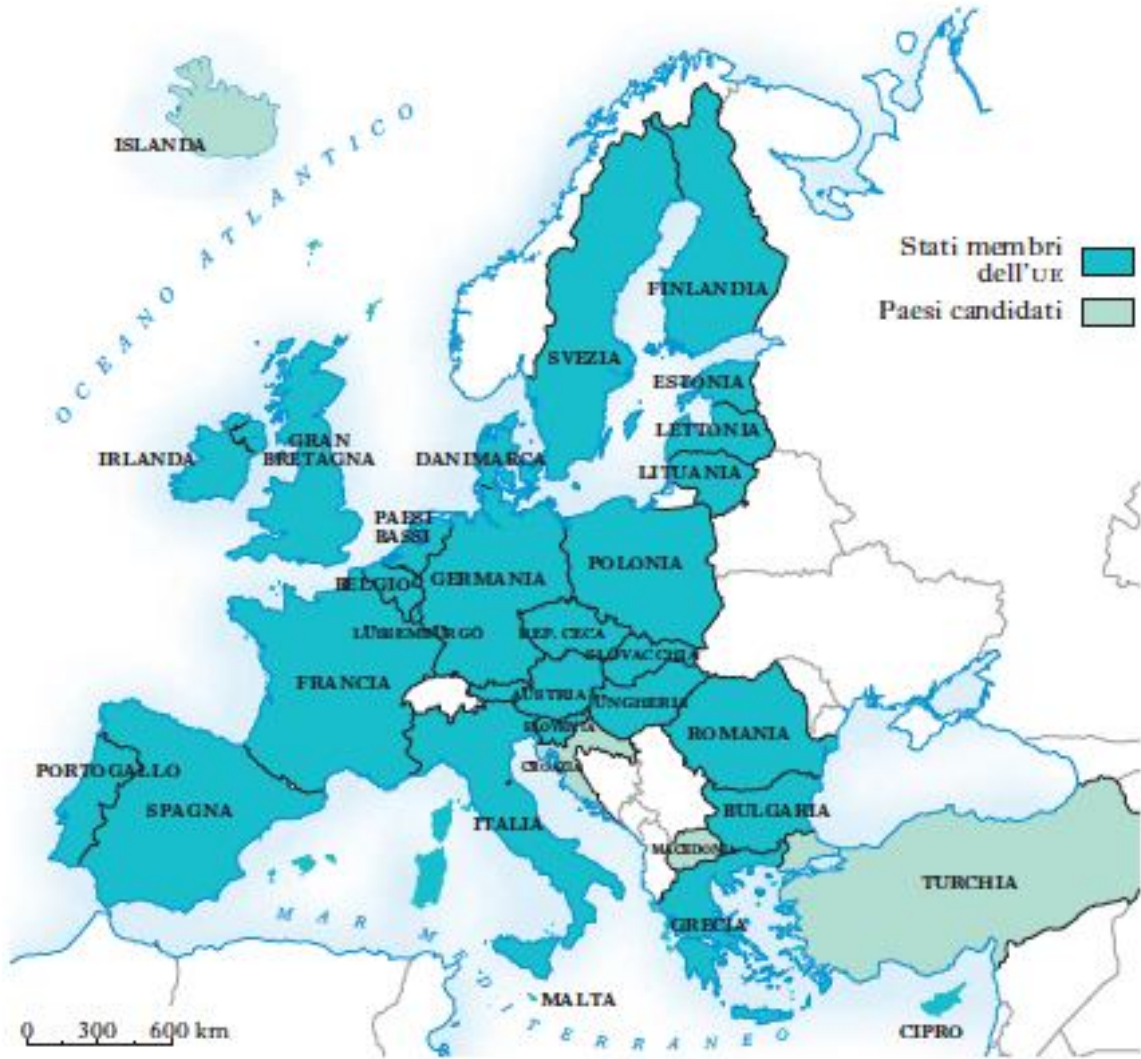 ISLANDA
OCEANO ATLANTICO
Stati membri
dell'UE
Paesi candidati
FINLANDIA
SVEZIA
ESTONIA
LETTONIA
LITUANIA
IRLANDA
GRAN
BRETAGNA
DANIMARCA
PAESI
BASSI
BELGIO
GERMANIA
POLONIA
LUSSEMBURGO
REP. CECA
SLOVACCHIA
FRANCIA
AUSTRIA
UNGHERIA
SLOVENIA
ROMANIA
CROAZIA
PORTOGALLO
SPAGNA
ITALIA
BULGARIA
MACEDONIA
TURCHIA
GRECIA
MAR MEDITERRANEO
MALTA
CIPRO
0 300 600 km